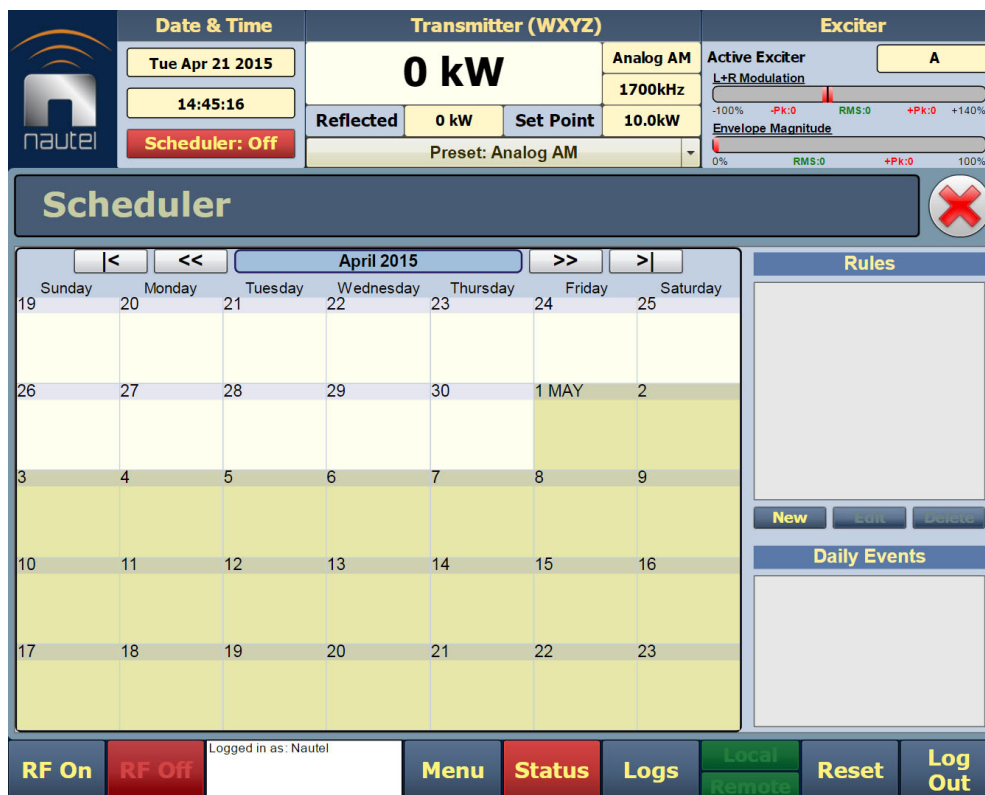 nautel
Date & Time
Tue Apr 21 2015
14:45:16
Scheduler: Off
Transmitter (WXYZ)
0 kW
Analog AM
1700kHz
Reflected
0 kW
Set Point
10.0kW
Preset: Analog AM
Exciter
Active Exciter
A
L+R Modulation
-100% -Pk:0 RMS:0 +Pk:0 +140%
Envelope Magnitude
0% RMS:0 +Pk:0 100%
Scheduler
|< << April 2015 >> >|
Sunday Monday Tuesday Wednesday Thursday Friday Saturday
19 20 21 22 23 24 25
26 27 28 29 30 1 MAY 2
3 4 5 6 7 8 9
10 11 12 13 14 15 16
17 18 19 20 21 22 23
Rules
New Edit Delete
Daily Events
RF On
RF Off
Logged in as: Nautel
Menu
Status
Logs
Local
Remote
Reset
Log
Out